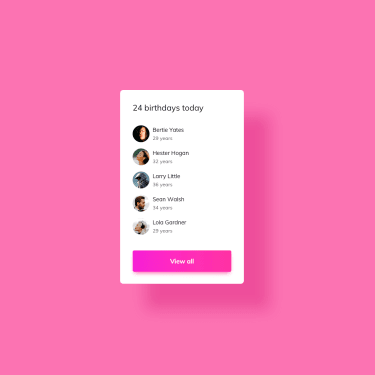 24 birthdays today
Bertie Yates
29 years
Hester Hogan
32 years
Larry Little
36 years
Sean Walsh
34 years
Lola Gardner
29 years
View all